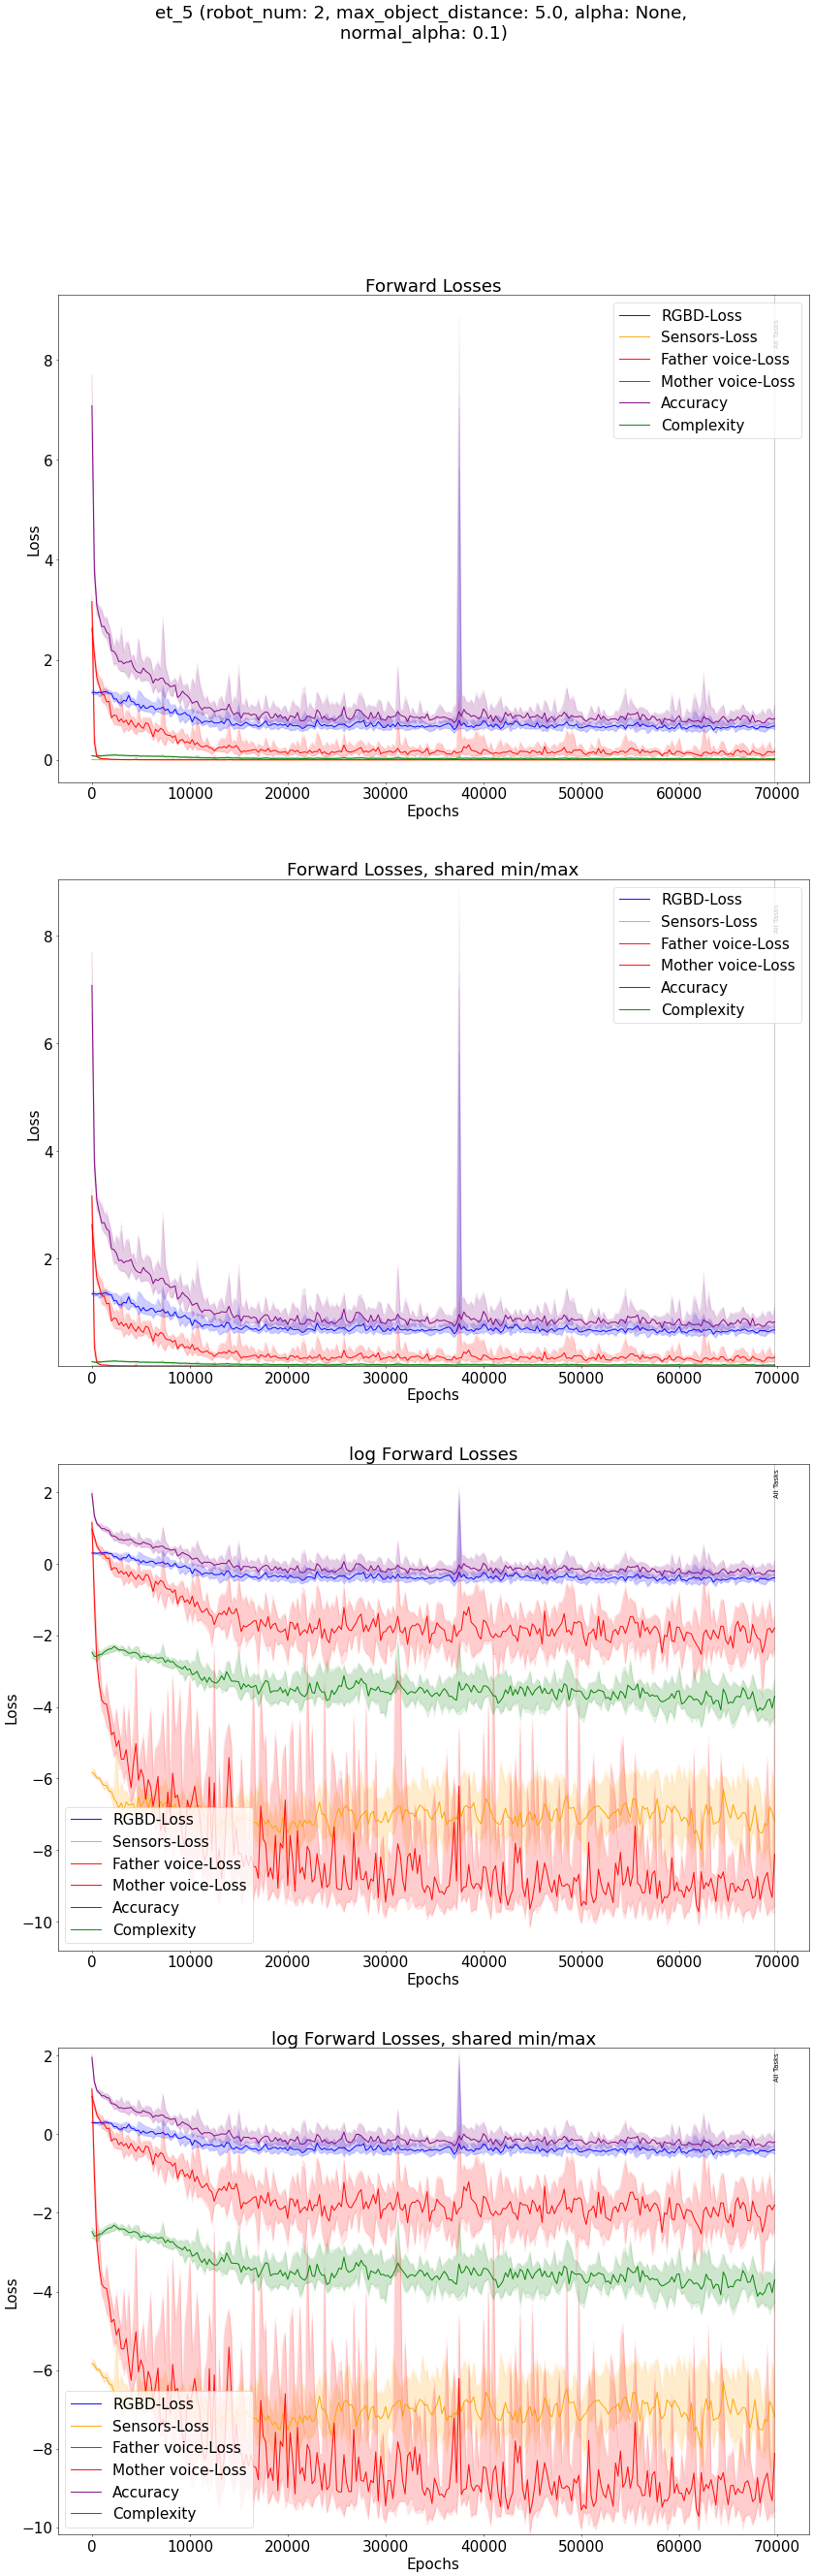 et_5 (robot_num: 2, max_object_distance: 5.0, alpha: None,
normal_alpha: 0.1)
Forward Losses
RGBD-Loss
Sensors-Loss
Father voice-Loss
Mother voice-Loss
Accuracy
Complexity
All Tasks
8
6
4
2
0
Loss
0 10000 20000 30000 40000 50000 60000 70000
Epochs
Forward Losses, shared min/max
RGBD-Loss
Sensors-Loss
Father voice-Loss
Mother voice-Loss
Accuracy
Complexity
All Tasks
8
6
4
2
Loss
0 10000 20000 30000 40000 50000 60000 70000
Epochs
log Forward Losses
All Tasks
2
0
−2
−4
−6
−8
−10
Loss
RGBD-Loss
Sensors-Loss
Father voice-Loss
Mother voice-Loss
Accuracy
Complexity
0 10000 20000 30000 40000 50000 60000 70000
Epochs
log Forward Losses, shared min/max
All Tasks
2
0
−2
−4
−6
−8
−10
Loss
RGBD-Loss
Sensors-Loss
Father voice-Loss
Mother voice-Loss
Accuracy
Complexity
0 10000 20000 30000 40000 50000 60000 70000
Epochs